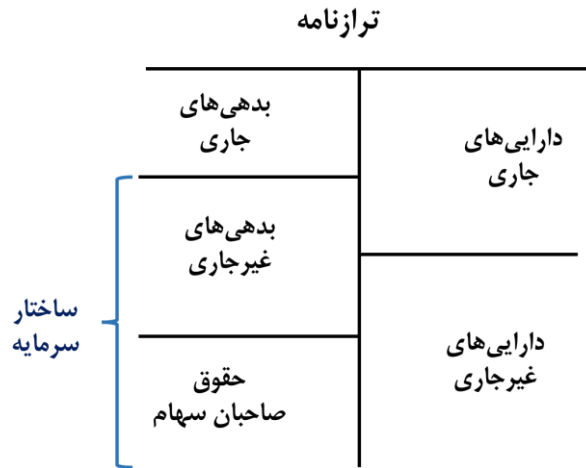 ترازنامه
دارایی‌های
جاری
دارایی‌های
غیرجاری
بدهی‌های
جاری
بدهی‌های
غیرجاری
حقوق
صاحبان سهام
ساختار
سرمایه